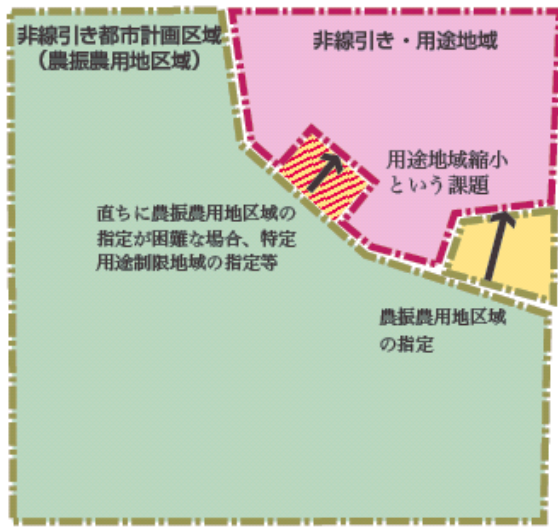 非線引き都市計画区域
（農振農用地区域）
非線引き・用途地域
用途地域縮小
という課題
直ちに農振農用地区域の
指定が困難な場合、特定
用途制限地域の指定等
農振農用地区域
の指定